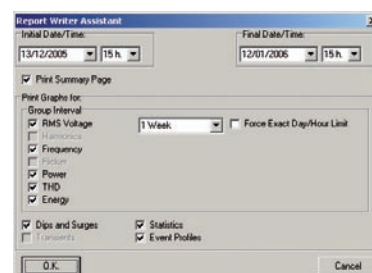 Report Writer Assistant
Initial Date/Time: Final Date/Time:
13/12/2005 15 h. 12/01/2006 15 h.
Print Summary Page
Print Graphs for:
Group Interval
RMS Voltage 1 Week Force Exact Day/Hour Limit
Harmonics
Frequency
Flicker
Power
THD
Energy
Dips and Surges Statistics
Transients Event Profiles
O.K. Cancel